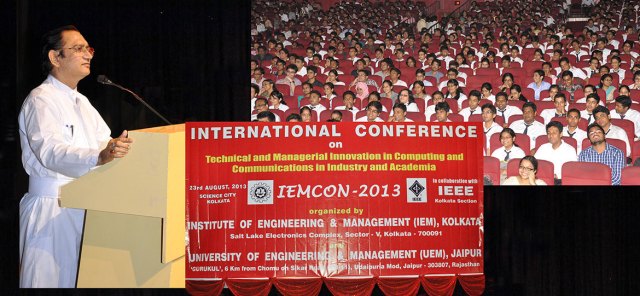 INTERNATIONAL CONFERENCE
on
Technical and Managerial Innovation in Computing and
Communications in Industry and Academia
23rd AUGUST, 2013
SCIENCE CITY
KOLKATA
IEMCON-2013
in collaboration with
IEEE
Kolkata Section
IEEE
organized by
INSTITUTE OF ENGINEERING & MANAGEMENT (IEM), KOLKATA
Salt Lake Electronics Complex, Sector - V, Kolkata - 700091
UNIVERSITY OF ENGINEERING & MANAGEMENT (UEM), JAIPUR
'GURUKUL', 6 Km from Chomu on Sikar Udaipuria Mod, Jaipur - 303807, Rajasthan